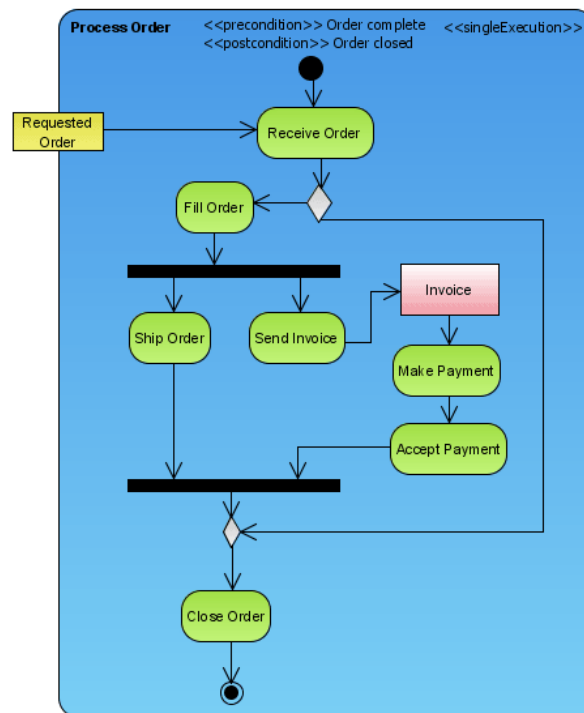 Process Order
<<precondition>> Order complete
<<singleExecution>>
<<postcondition>> Order closed
Requested
Order
Receive Order
Fill Order
Invoice
Ship Order
Send Invoice
Make Payment
Accept Payment
Close Order